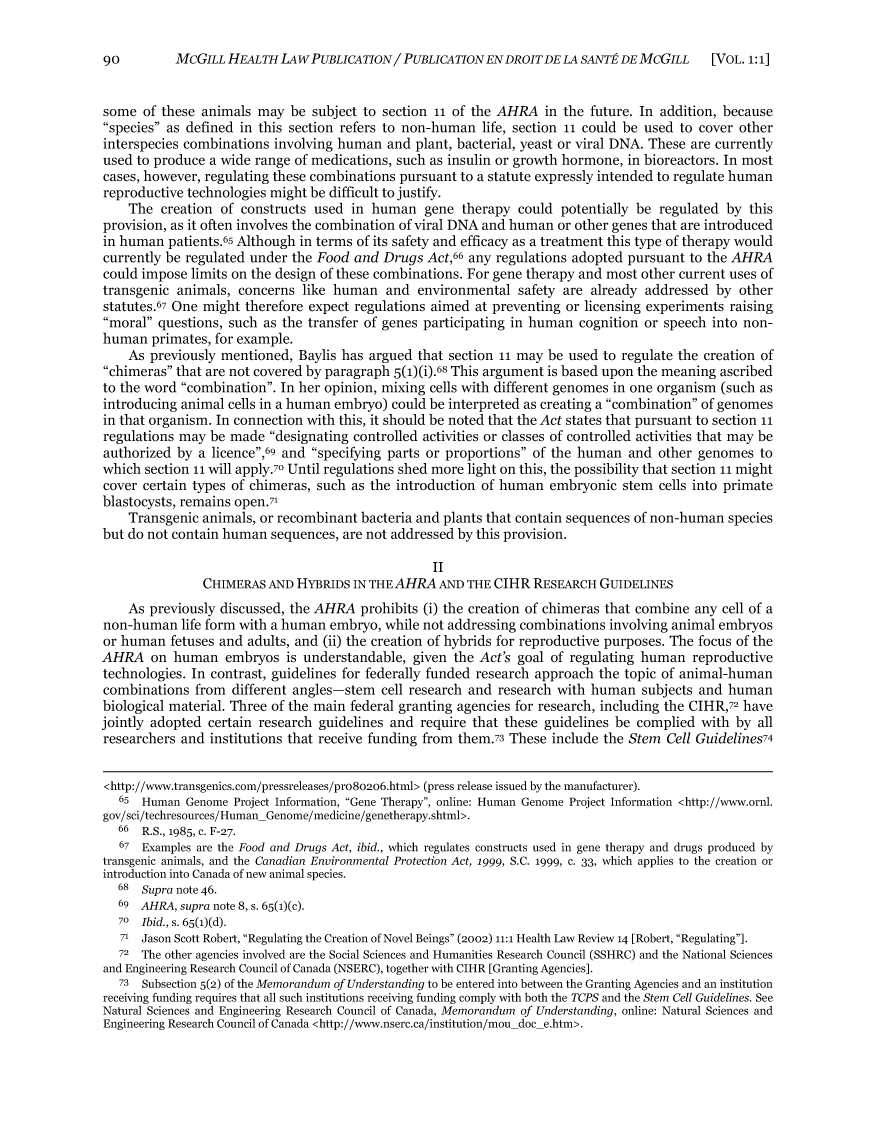 90 MCGILL HEALTH LAW PUBLICATION / PUBLICATION EN DROIT DE LA SANTÉ DE MCGILL [VOL. 1:1]
some of these animals may be subject to section 11 of the AHRA in the future. In addition, because
“species” as defined in this section refers to non-human life, section 11 could be used to cover other
interspecies combinations involving human and plant, bacterial, yeast or viral DNA. These are currently
used to produce a wide range of medications, such as insulin or growth hormone, in bioreactors. In most
cases, however, regulating these combinations pursuant to a statute expressly intended to regulate human
reproductive technologies might be difficult to justify.
The creation of constructs used in human gene therapy could potentially be regulated by this
provision, as it often involves the combination of viral DNA and human or other genes that are introduced
in human patients.65 Although in terms of its safety and efficacy as a treatment this type of therapy would
currently be regulated under the Food and Drugs Act,66 any regulations adopted pursuant to the AHRA
could impose limits on the design of these combinations. For gene therapy and most other current uses of
transgenic animals, concerns like human and environmental safety are already addressed by other
statutes.67 One might therefore expect regulations aimed at preventing or licensing experiments raising
“moral” questions, such as the transfer of genes participating in human cognition or speech into non-
human primates, for example.
As previously mentioned, Baylis has argued that section 11 may be used to regulate the creation of
“chimeras” that are not covered by paragraph 5(1)(i).68 This argument is based upon the meaning ascribed
to the word “combination”. In her opinion, mixing cells with different genomes in one organism (such as
introducing animal cells in a human embryo) could be interpreted as creating a “combination” of genomes
in that organism. In connection with this, it should be noted that the Act states that pursuant to section 11
regulations may be made “designating controlled activities or classes of controlled activities that may be
authorized by a licence”,69 and “specifying parts or proportions” of the human and other genomes to
which section 11 will apply.70 Until regulations shed more light on this, the possibility that section 11 might
cover certain types of chimeras, such as the introduction of human embryonic stem cells into primate
blastocysts, remains open.71
Transgenic animals, or recombinant bacteria and plants that contain sequences of non-human species
but do not contain human sequences, are not addressed by this provision.
II
CHIMERAS AND HYBRIDS IN THE AHRA AND THE CIHR RESEARCH GUIDELINES
As previously discussed, the AHRA prohibits (i) the creation of chimeras that combine any cell of a
non-human life form with a human embryo, while not addressing combinations involving animal embryos
or human fetuses and adults, and (ii) the creation of hybrids for reproductive purposes. The focus of the
AHRA on human embryos is understandable, given the Act’s goal of regulating human reproductive
technologies. In contrast, guidelines for federally funded research approach the topic of animal-human
combinations from different angles—stem cell research and research with human subjects and human
biological material. Three of the main federal granting agencies for research, including the CIHR,72 have
jointly adopted certain research guidelines and require that these guidelines be complied with by all
researchers and institutions that receive funding from them.73 These include the Stem Cell Guidelines74
<http://www.transgenics.com/pressreleases/pr080206.html> (press release issued by the manufacturer).
65 Human Genome Project Information, “Gene Therapy”, online: Human Genome Project Information <http://www.ornl.
gov/sci/techresources/Human_Genome/medicine/genetherapy.shtml>.
66 R.S., 1985, c. F-27.
67 Examples are the Food and Drugs Act, ibid., which regulates constructs used in gene therapy and drugs produced by
transgenic animals, and the Canadian Environmental Protection Act, 1999, S.C. 1999, c. 33, which applies to the creation or
introduction into Canada of new animal species.
68 Supra note 46.
69 AHRA, supra note 8, s. 65(1)(c).
70 Ibid., s. 65(1)(d).
71 Jason Scott Robert, “Regulating the Creation of Novel Beings” (2002) 11:1 Health Law Review 14 [Robert, “Regulating”].
72 The other agencies involved are the Social Sciences and Humanities Research Council (SSHRC) and the National Sciences
and Engineering Research Council of Canada (NSERC), together with CIHR [Granting Agencies].
73 Subsection 5(2) of the Memorandum of Understanding to be entered into between the Granting Agencies and an institution
receiving funding requires that all such institutions receiving funding comply with both the TCPS and the Stem Cell Guidelines. See
Natural Sciences and Engineering Research Council of Canada, Memorandum of Understanding, online: Natural Sciences and
Engineering Research Council of Canada <http://www.nserc.ca/institution/mou_doc_e.htm>.